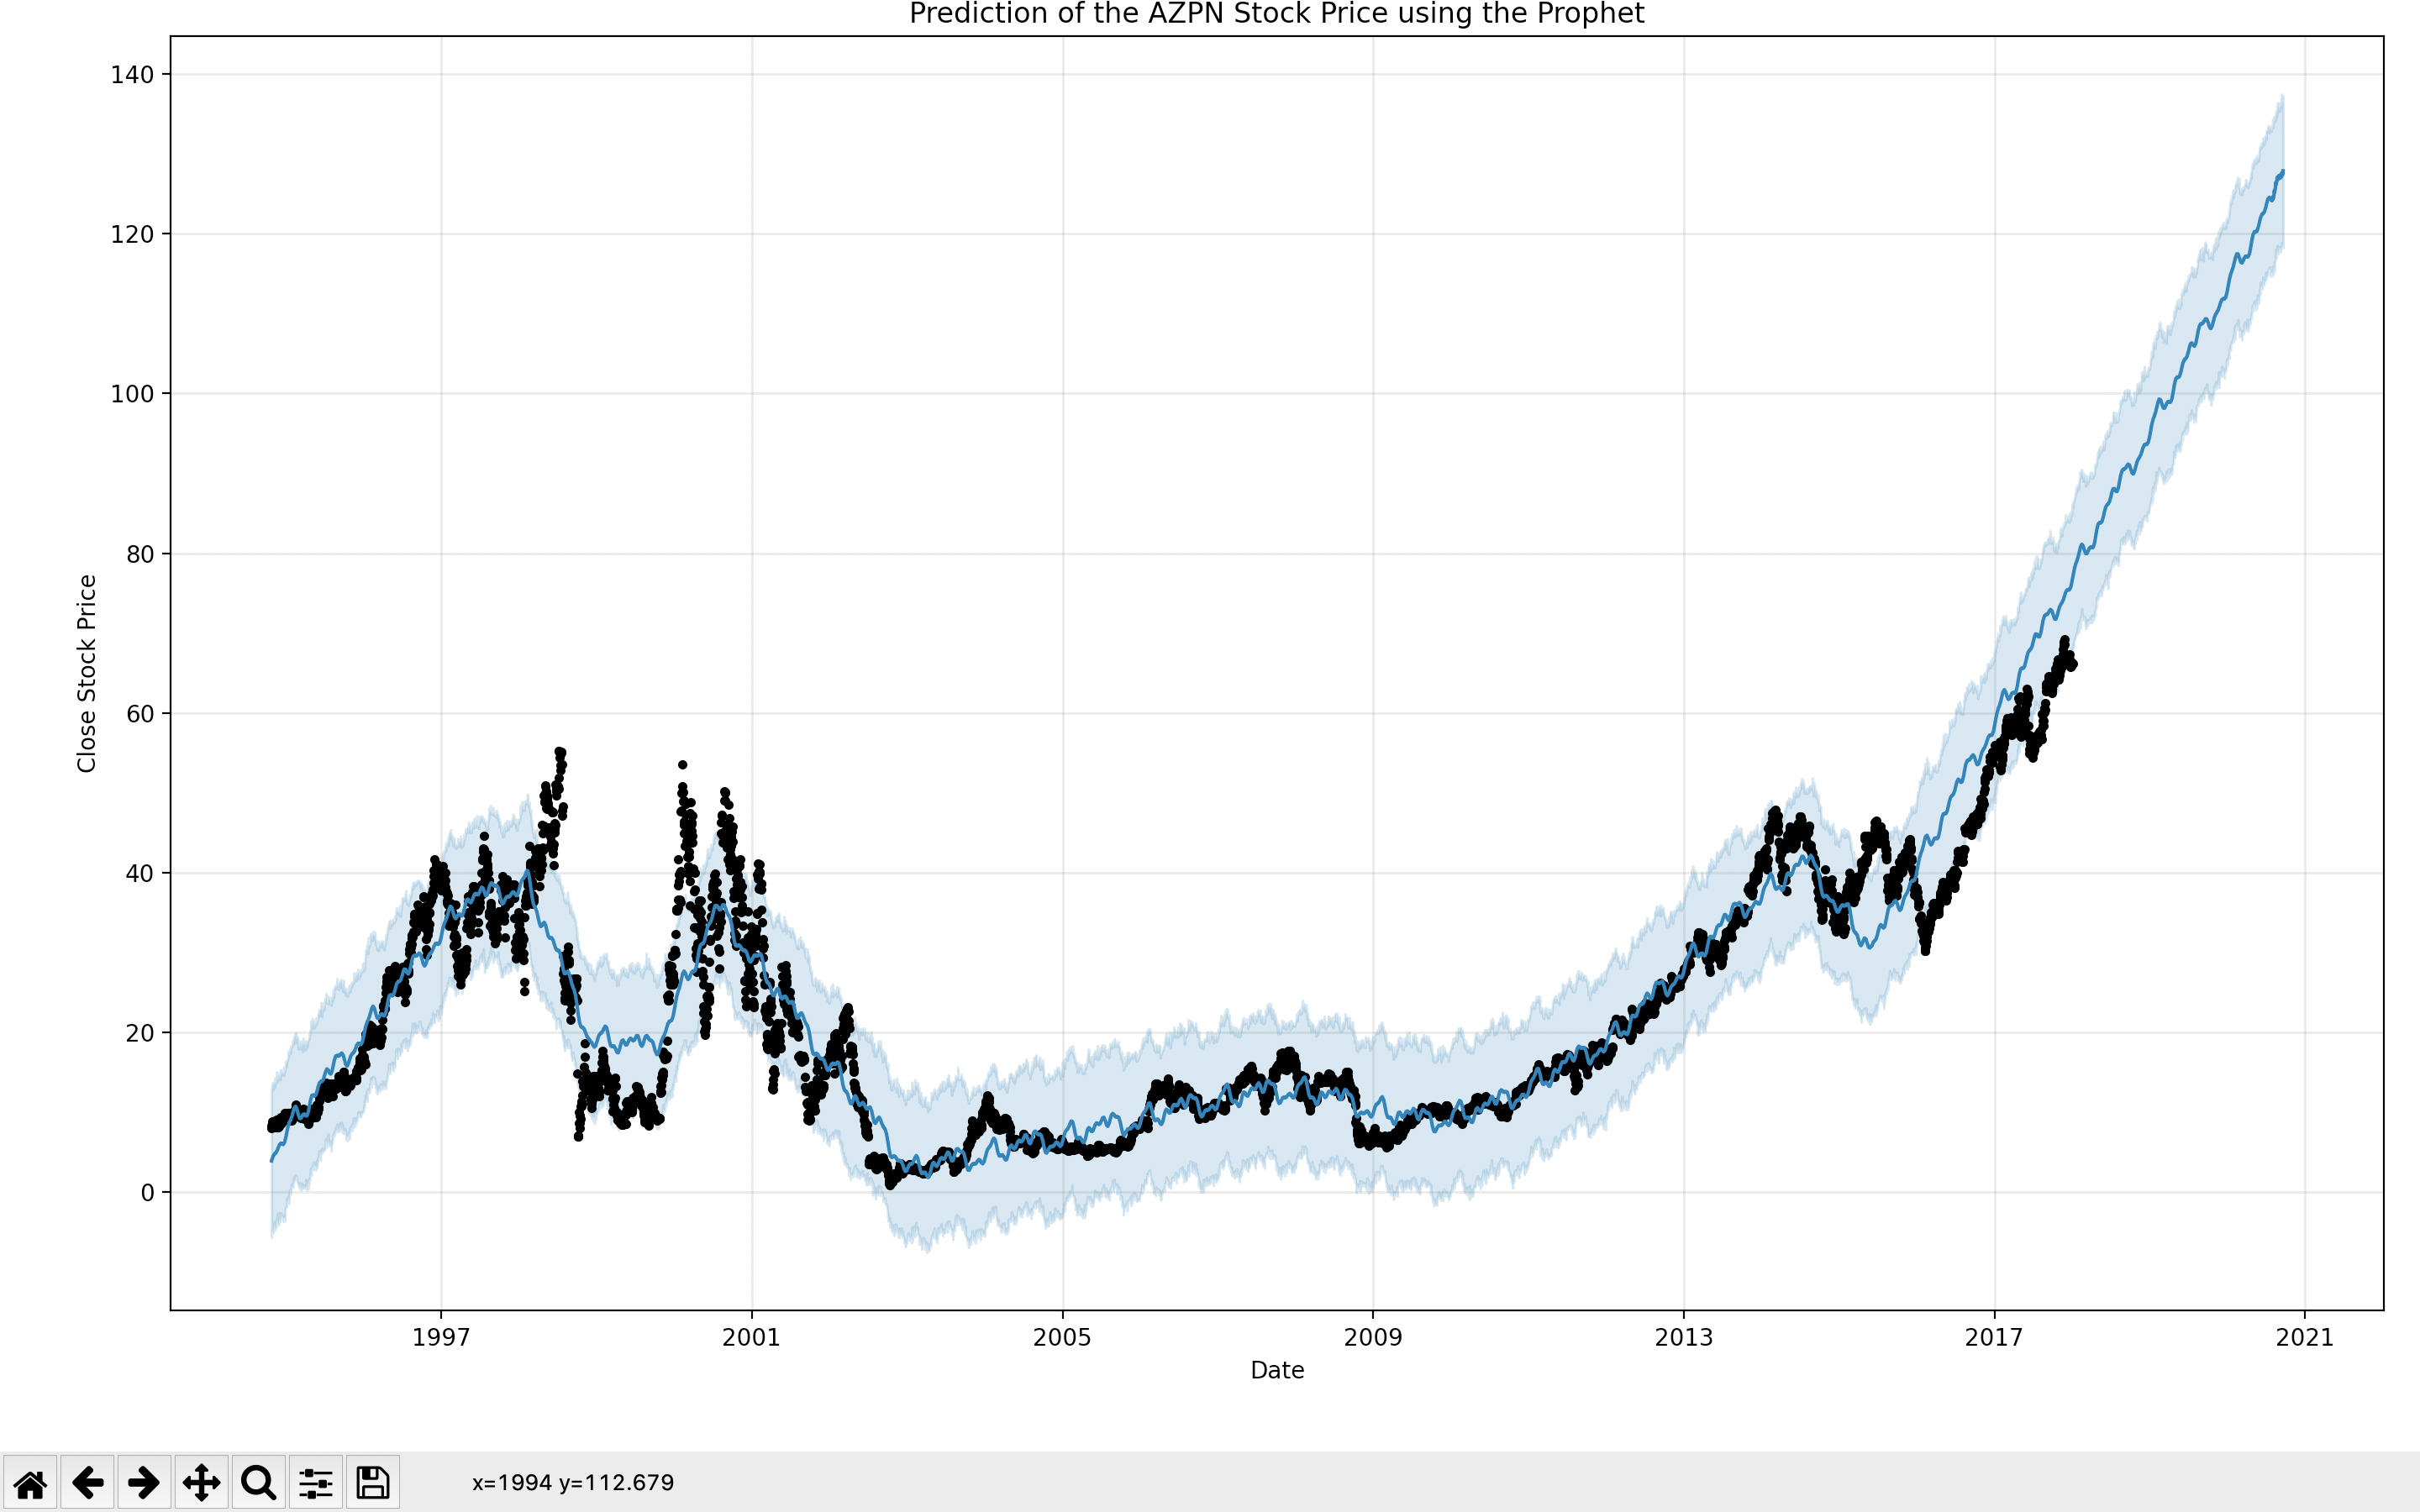 Prediction of the AZPN Stock Price using the Prophet
140
120
100
80
60
40
20
0
Close Stock Price
1997 2001 2005 2009 2013 2017 2021
Date
x=1994 y=112.679